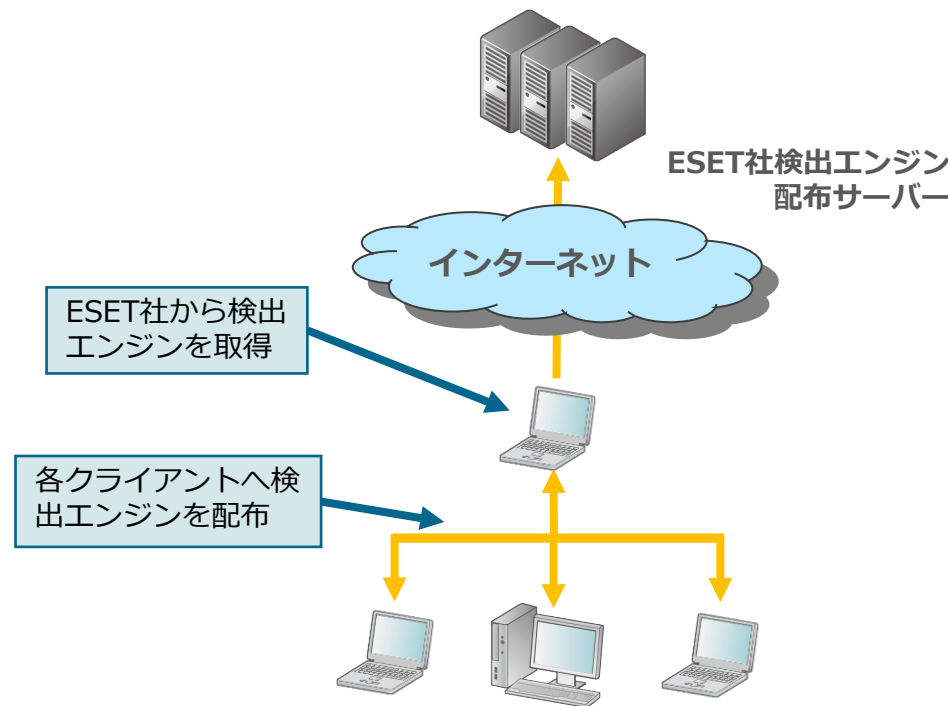 ESET社検出エンジン
配布サーバー
インターネット
ESET社から検出
エンジンを取得
各クライアントへ検
出エンジンを配布